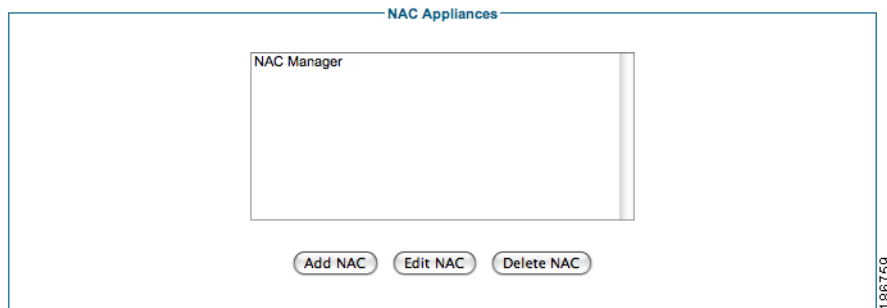 NAC Appliances
NAC Manager
Add NAC Edit NAC Delete NAC
186759